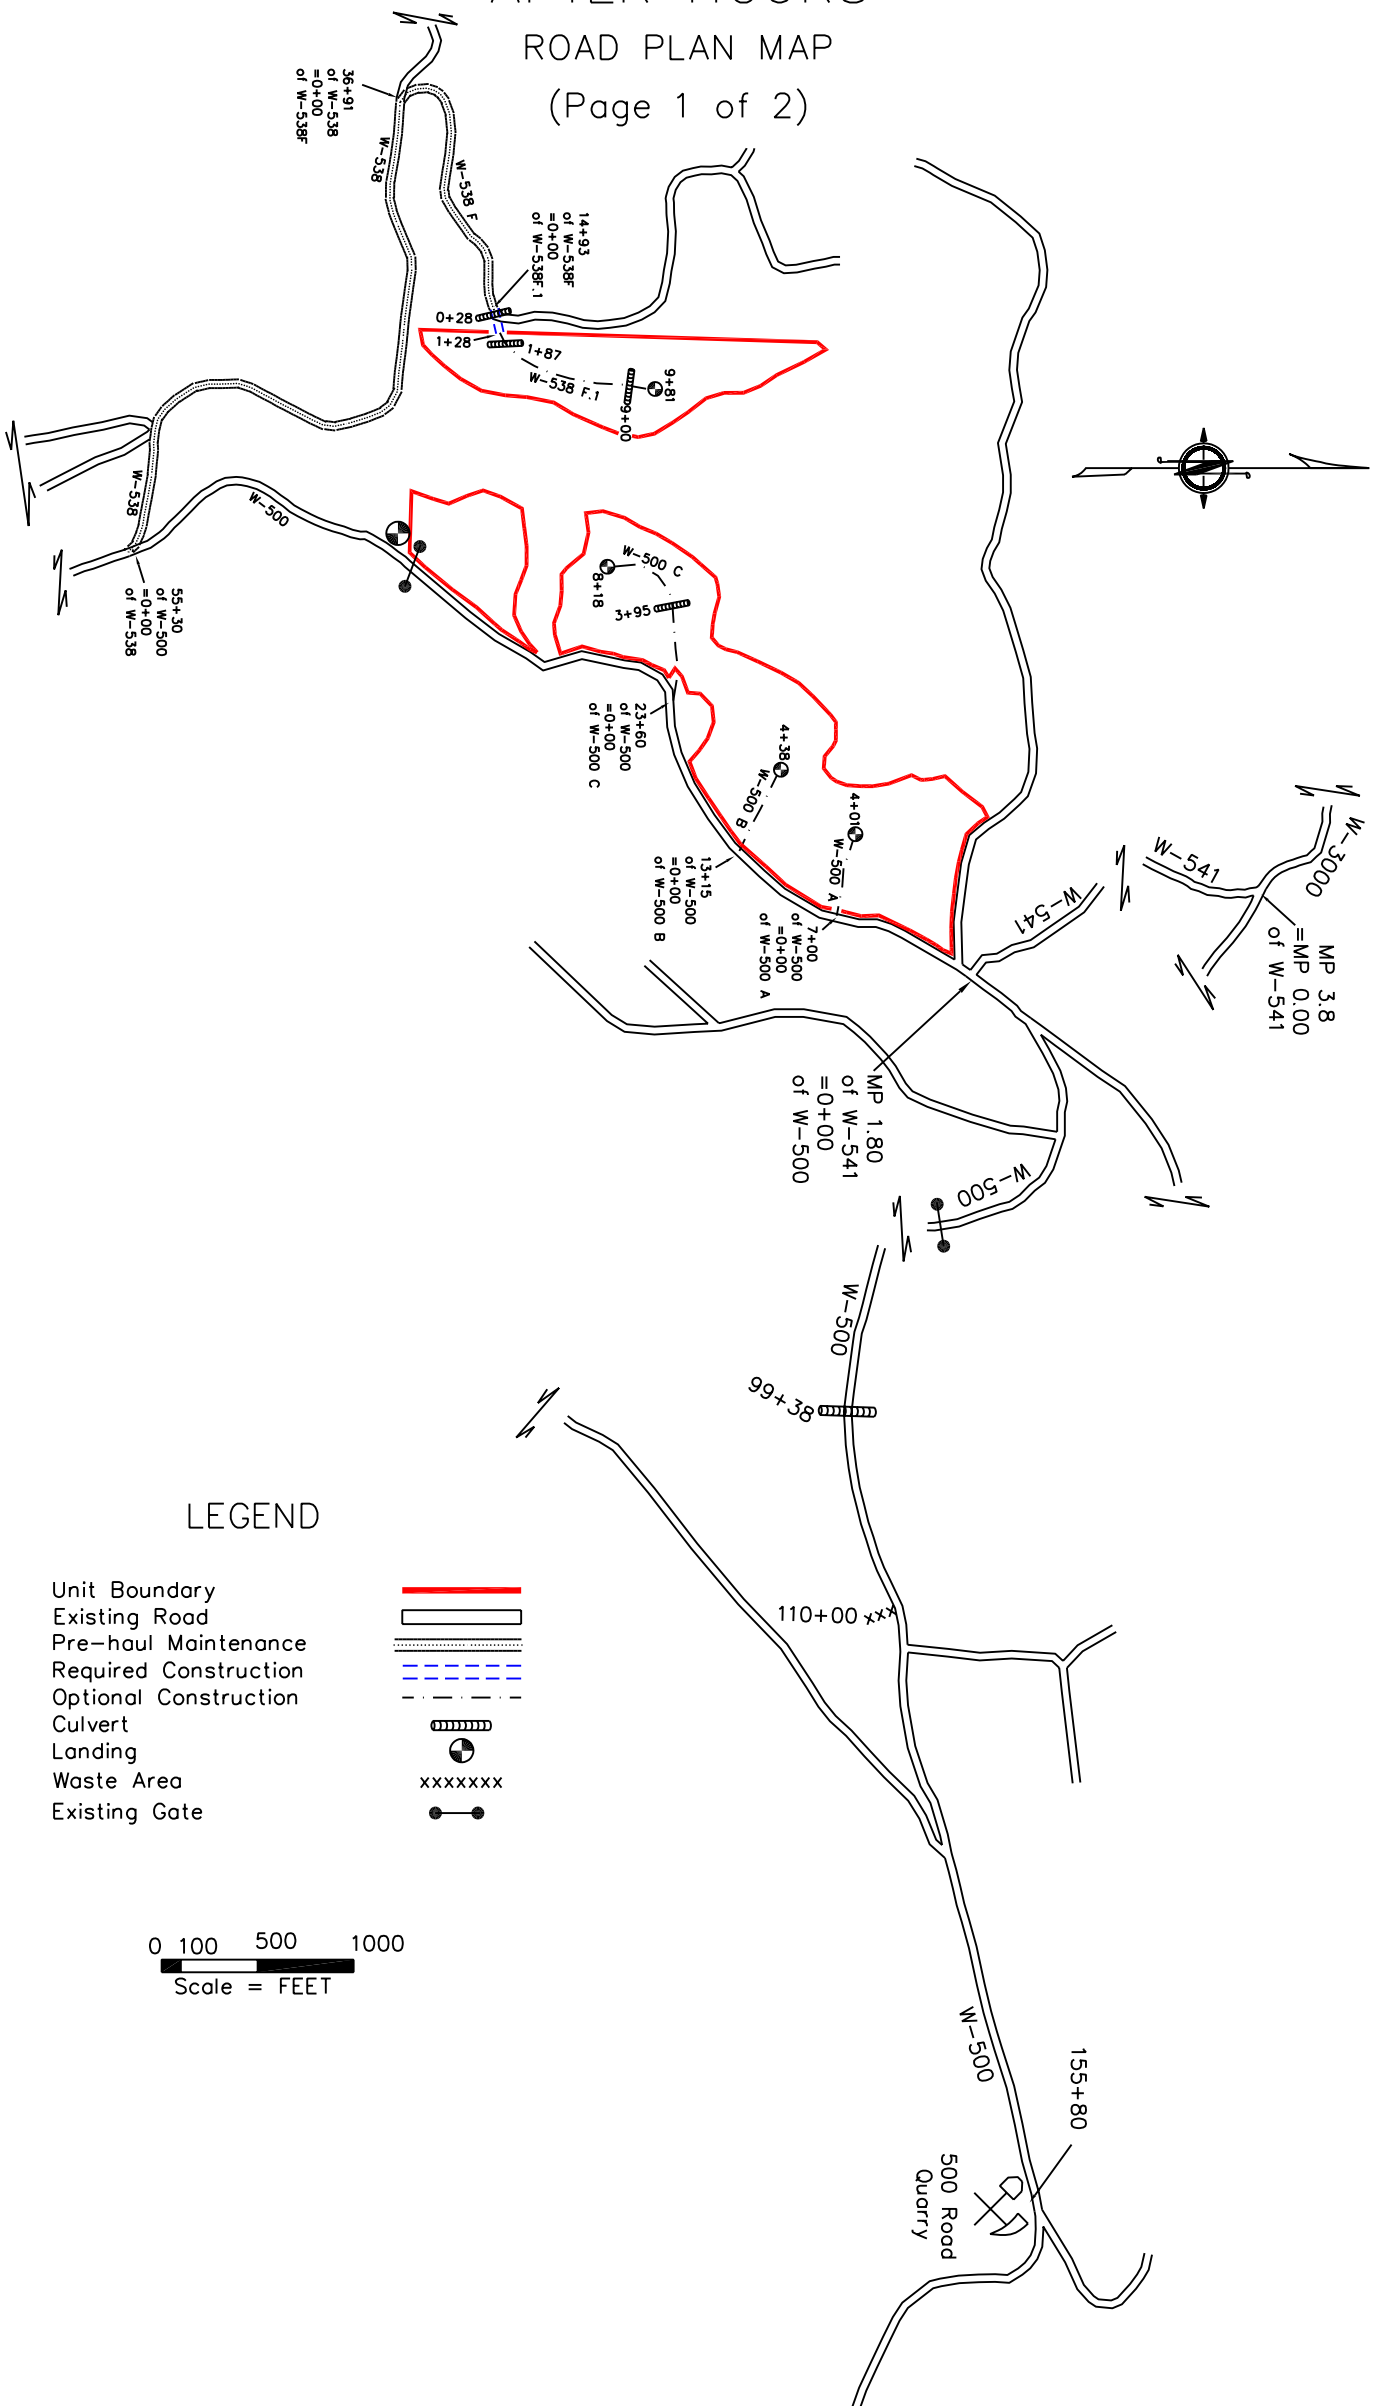 AFTER HOURS
ROAD PLAN MAP
(Page 1 of 2)
36+91
of W-538
=0+00
of W-538F
W-538
W-538 F
14+93
of W-538F
=0+00
of W-538F.1
0+28
1+28
1+87
W-538 F.1
9+00
9+81
W-538
W-500
55+30
of W-500
=0+00
of W-538
W-500 C
8+18
3+95
23+60
of W-500
=0+00
of W-500 C
4+38
W-500 B
13+15
of W-500
=0+00
of W-500 B
4+01
W-500 A
7+00
of W-500
=0+00
of W-500 A
W-3000
W-541
MP 3.8
=MP 0.00
of W-541
W-541
MP 1.80
of W-541
=0+00
of W-500
W-500
W-500
99+38
110+00 xxx
W-500
155+80
500 Road
Quarry
LEGEND
Unit Boundary
Existing Road
Pre-haul Maintenance
Required Construction
Optional Construction
Culvert
Landing
Waste Area xxxxxxx
Existing Gate
0 100 500 1000
Scale = FEET